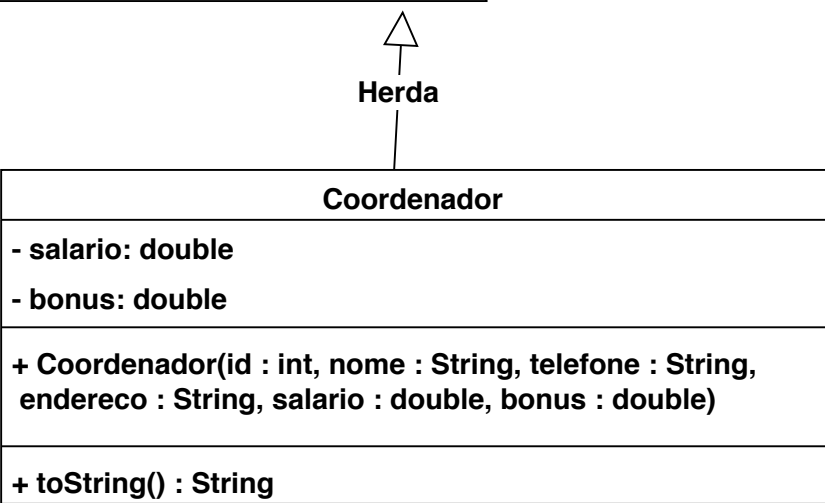 Herda
Coordenador
- salario: double
- bonus: double
+ Coordenador(id : int, nome : String, telefone : String,
endereco : String, salario : double, bonus : double)
+ toString() : String